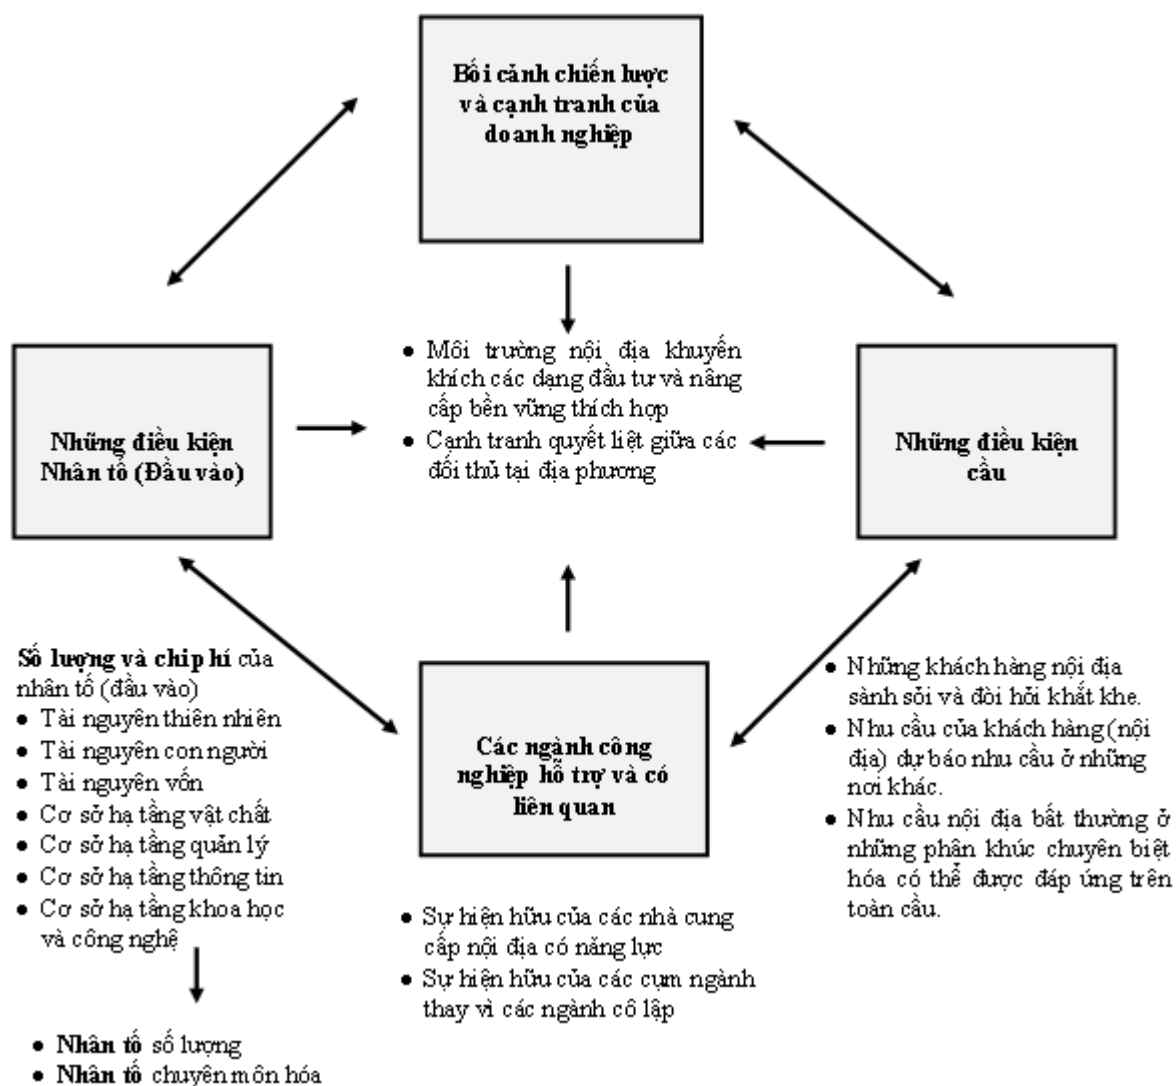 Bối cảnh chiến lược
và cạnh tranh của
doanh nghiệp
Những điều kiện
Nhân tố (Đầu vào)
● Môi trường nội địa khuyến
khích các dạng đầu tư và nâng
cấp bền vững thích hợp
● Cạnh tranh quyết liệt giữa các
đối thủ tại địa phương
Những điều kiện
cầu
Số lượng và chi phí của
nhân tố (đầu vào)
● Tài nguyên thiên nhiên
● Tài nguyên con người
● Tài nguyên vốn
● Cơ sở hạ tầng vật chất
● Cơ sở hạ tầng quản lý
● Cơ sở hạ tầng thông tin
● Cơ sở hạ tầng khoa học
và công nghệ
● Nhân tố số lượng
● Nhân tố chuyên môn hóa
Các ngành công
nghiệp hỗ trợ và có
liên quan
● Sự hiện hữu của các nhà cung
cấp nội địa có năng lực
● Sự hiện hữu của các cụm ngành
thay vì các ngành cô lập
● Những khách hàng nội địa
sành sỏi và đòi hỏi khắt khe.
● Nhu cầu của khách hàng (nội
địa) dự báo nhu cầu ở những
nơi khác.
● Nhu cầu nội địa bất thường ở
những phân khúc chuyên biệt
hóa có thể được đáp ứng trên
toàn cầu.